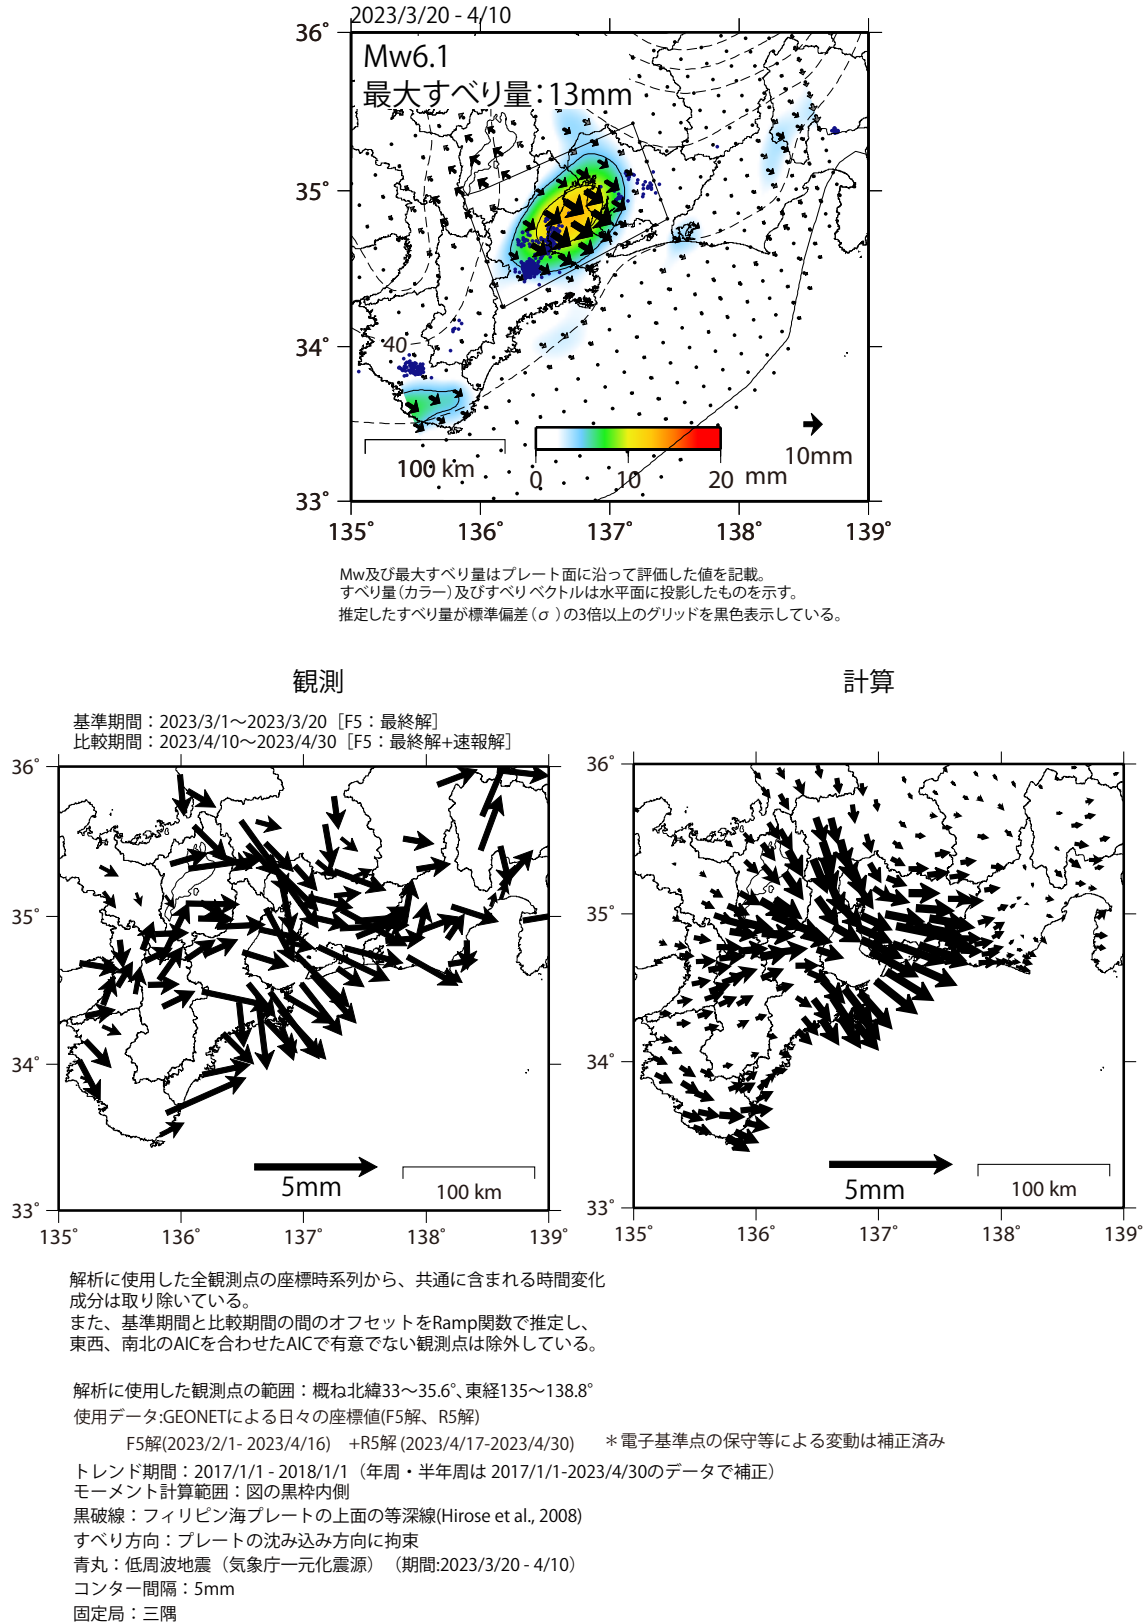 2023/3/20 - 4/10
Mw6.1
最大すべり量：13mm
36°
35°
34°
33°
40
100 km
0 10 20 mm
10mm
135° 136° 137° 138° 139°
Mw及び最大すべり量はプレート面に沿って評価した値を記載。
すべり量（カラー）及びすべりベクトルは水平面に投影したものを示す。
推定したすべり量が標準偏差（σ）の3倍以上のグリッドを黒色表示している。
観測
基準期間：2023/3/1～2023/3/20［F5：最終解］
比較期間：2023/4/10～2023/4/30［F5：最終解+速報解］
36°
35°
34°
33°
5mm
100 km
135° 136° 137° 138° 139°
計算
36°
35°
34°
33°
5mm
100 km
135° 136° 137° 138° 139°
解析に使用した全観測点の座標時系列から、共通に含まれる時間変化
成分は取り除いている。
また、基準期間と比較期間の間のオフセットをRamp関数で推定し、
東西、南北のAICを合わせたAICで有意でない観測点は除外している。
解析に使用した観測点の範囲：概ね北緯33～35.6°、東経135～138.8°
使用データ:GEONETによる日々の座標値(F5解、R5解)
F5解(2023/2/1- 2023/4/16) +R5解 (2023/4/17-2023/4/30) ＊電子基準点の保守等による変動は補正済み
トレンド期間：2017/1/1 - 2018/1/1（年周・半年周は 2017/1/1-2023/4/30のデータで補正）
モーメント計算範囲：図の黒枠内側
黒破線：フィリピン海プレートの上面の等深線(Hirose et al., 2008)
すべり方向：プレートの沈み込み方向に拘束
青丸：低周波地震（気象庁一元化震源）（期間:2023/3/20 - 4/10）
コンター間隔：5mm
固定局：三隅